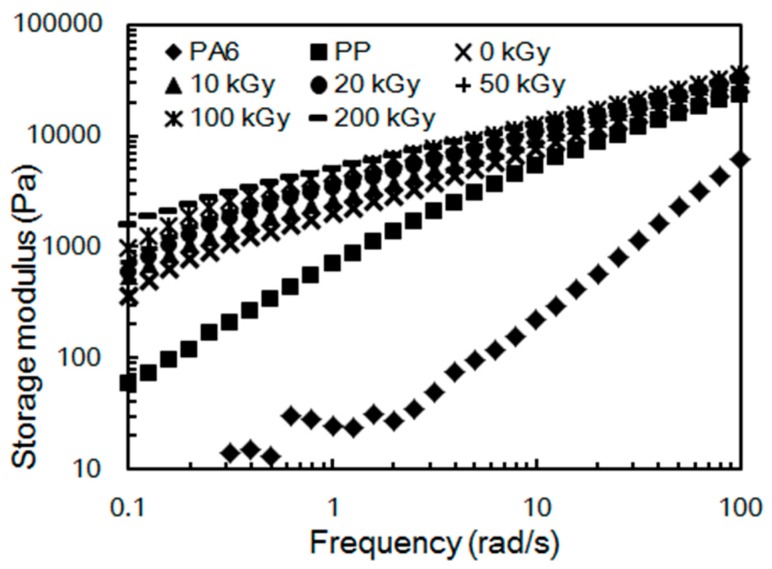 100000
PA6 PP 0 kGy
10 kGy 20 kGy 50 kGy
100 kGy 200 kGy
10000
1000
100
10
0.1 1 10 100
Storage modulus (Pa)
Frequency (rad/s)